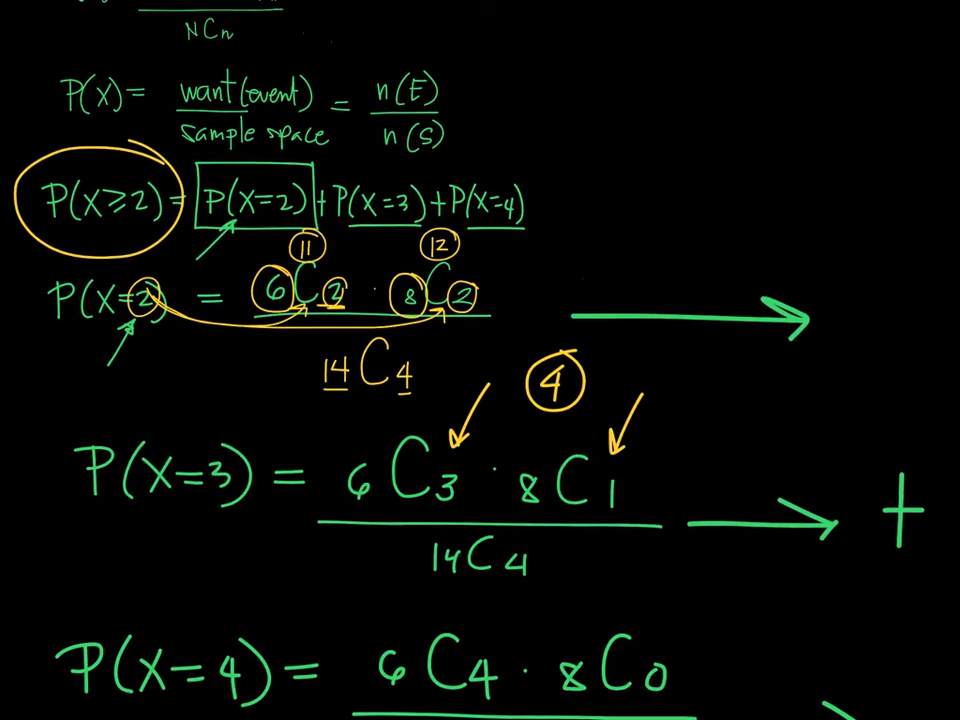 NCn
P(X) = want (event) / sample space = n(E) / n(S)
P(X≥2) = P(X=2) + P(X=3) + P(X=4)
11 12
P(X=2) = 6C2 · 8C2
14C4
4
P(X=3) = 6C3 · 8C1
14C4
+
P(X=4) = 6C4 · 8C0